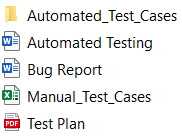 Automated_Test_Cases
Automated Testing
Bug Report
Manual_Test_Cases
Test Plan